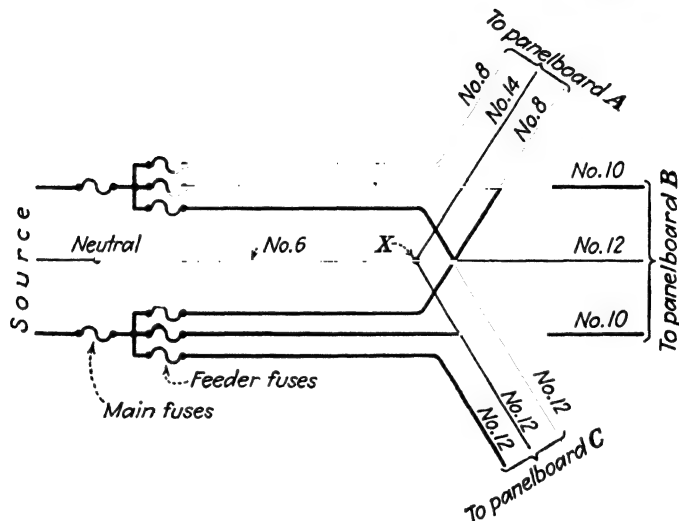 To panelboard A
No.8
No.14
No.8
No.10
Source
Neutral
No.6
X
No.12
To panelboard B
No.10
Feeder fuses
Main fuses
No.12
No.12
No.12
To panelboard C